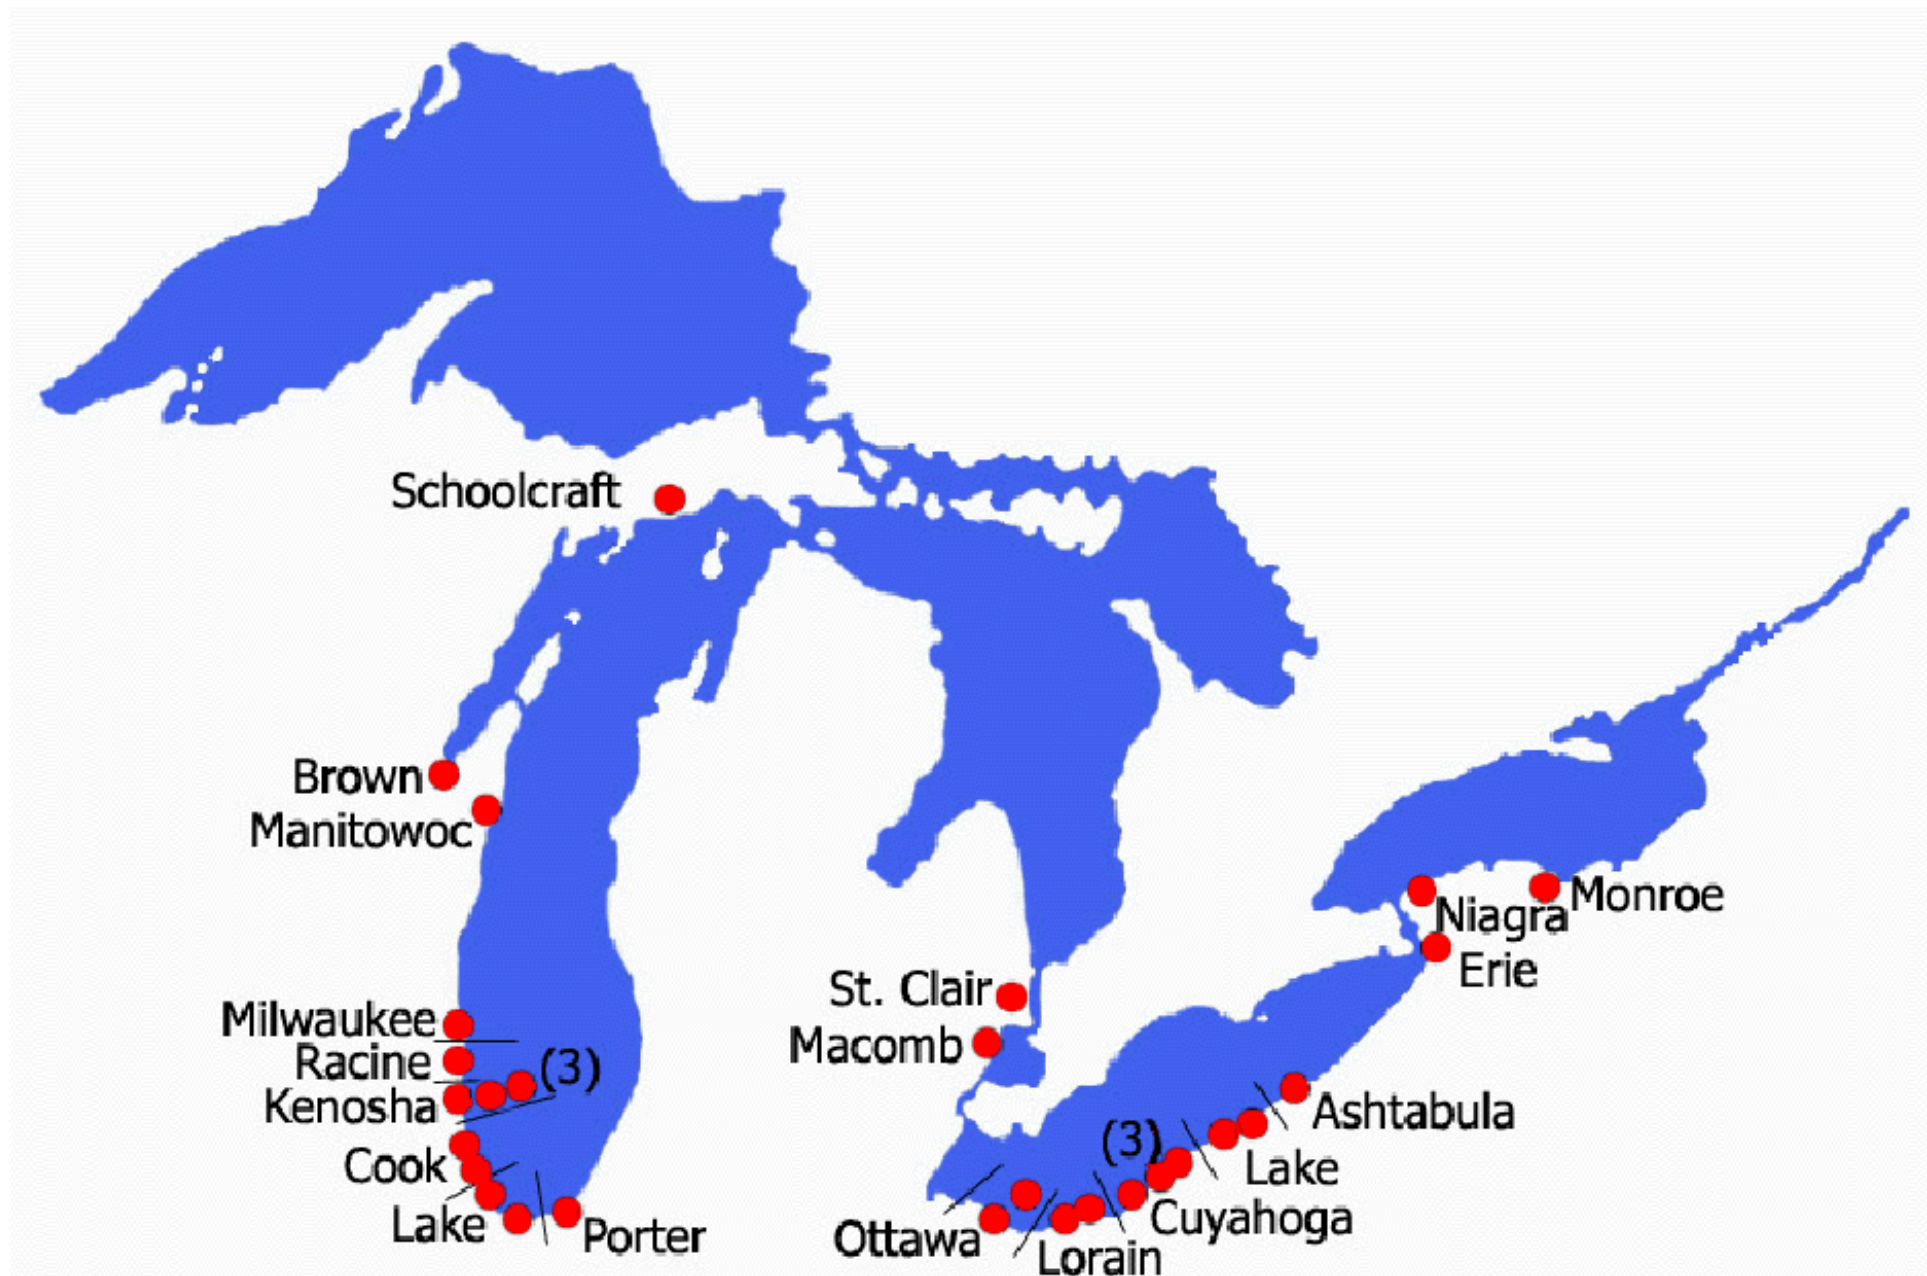 Schoolcraft
Brown
Manitowoc
Monroe
Niagra
Erie
St. Clair
Macomb
Milwaukee
Racine
(3)
Kenosha
Cook
Lake
Porter
Ashtabula
(3)
Lake
Cuyahoga
Ottawa
Lorain